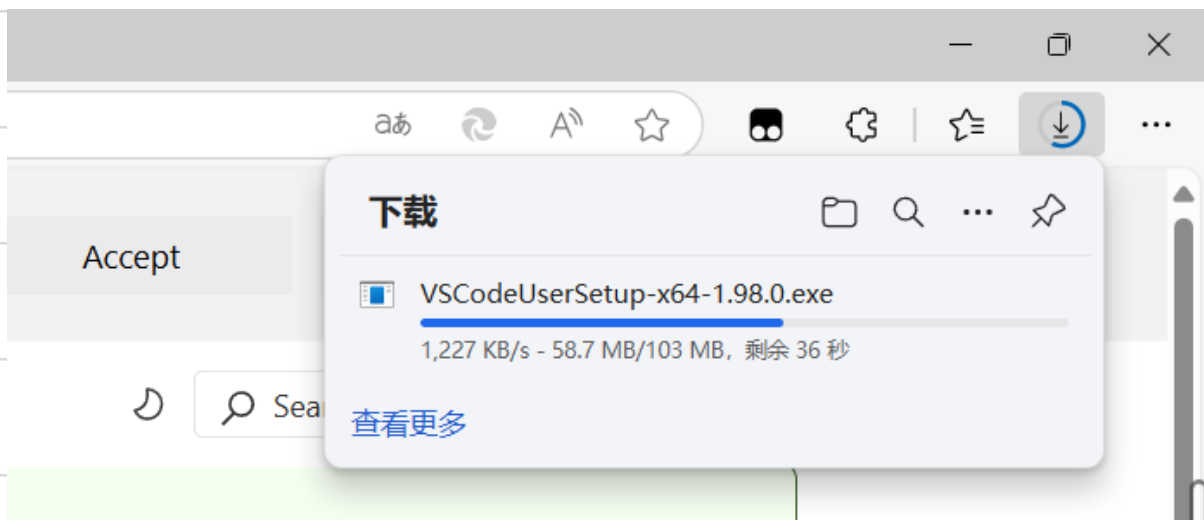 aあ
A
下载
Accept
VSCodeUserSetup-x64-1.98.0.exe
1,227 KB/s - 58.7 MB/103 MB，剩余 36 秒
Sea
查看更多